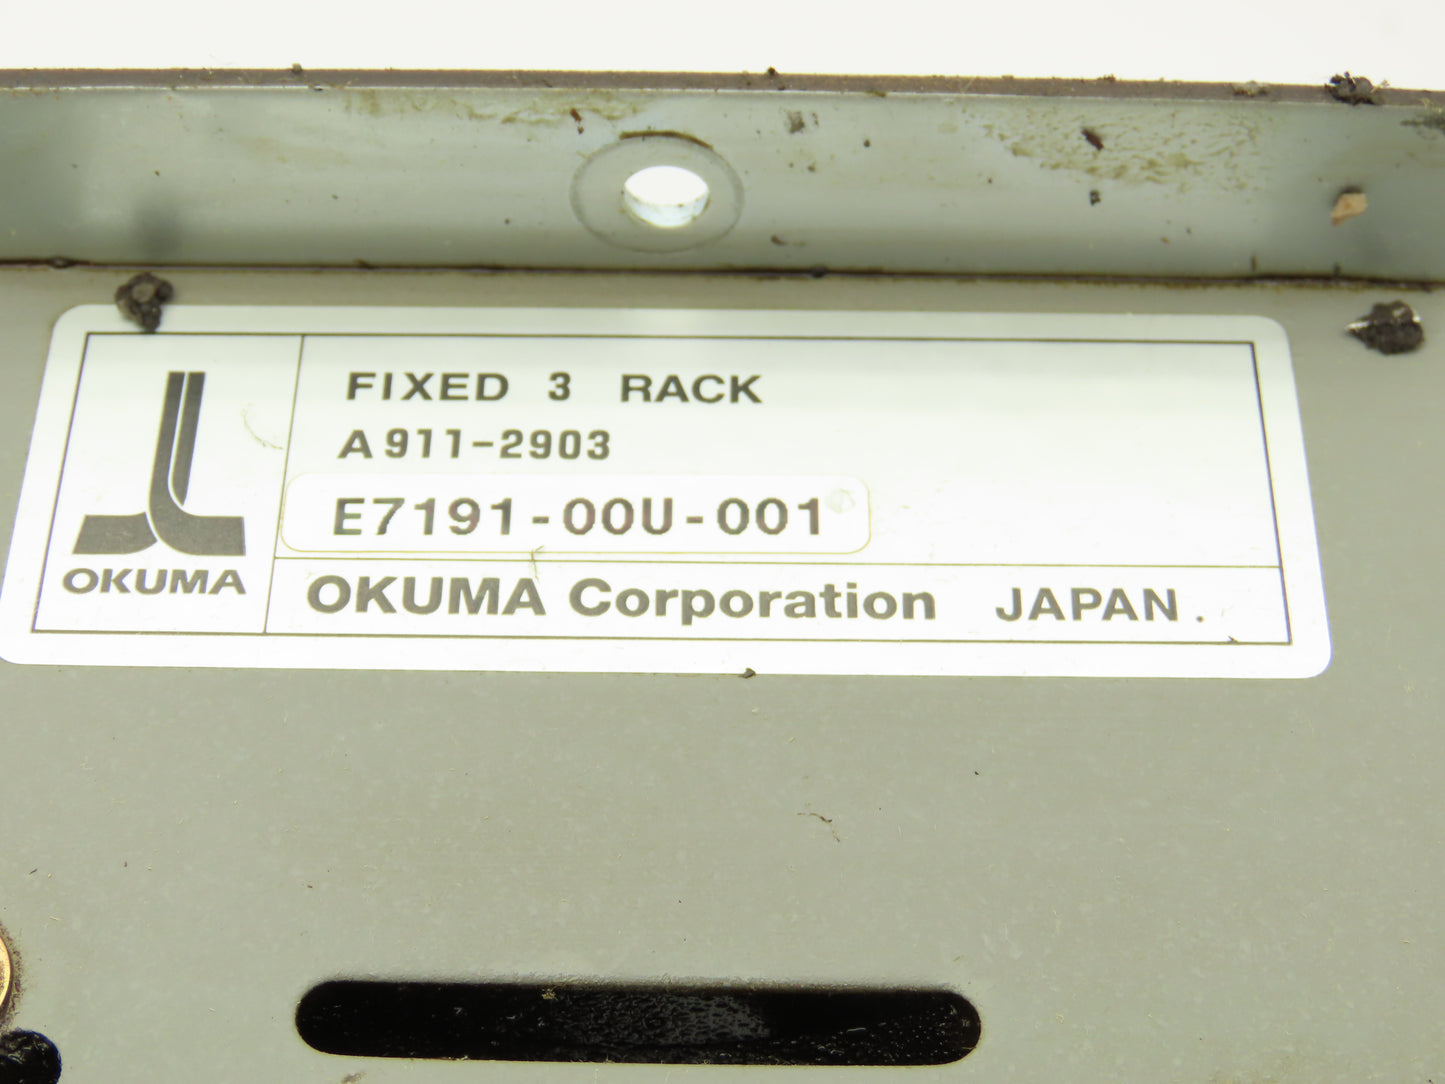 FIXED 3 RACK
A911-2903
E7191-00U-001
OKUMA
OKUMA Corporation JAPAN.